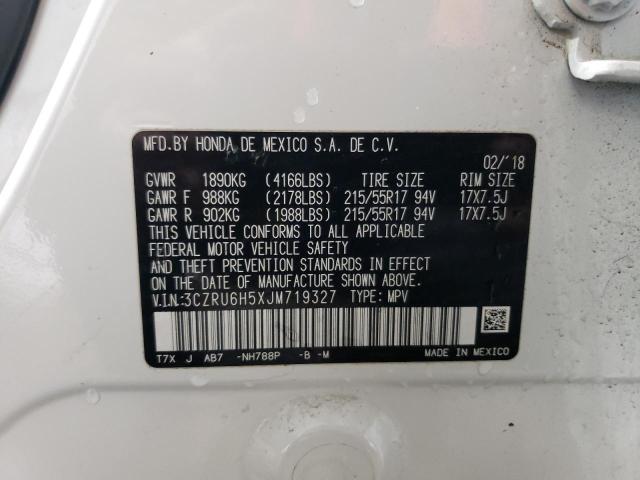 MFD.BY HONDA DE MEXICO S.A. DE C.V.
02/'18
GVWR 1890KG (4166LBS) TIRE SIZE RIM SIZE
GAWR F 988KG (2178LBS) 215/55R17 94V 17X7.5J
GAWR R 902KG (1988LBS) 215/55R17 94V 17X7.5J
THIS VEHICLE CONFORMS TO ALL APPLICABLE
FEDERAL MOTOR VEHICLE SAFETY
AND THEFT PREVENTION STANDARDS IN EFFECT
ON THE DATE OF MANUFACTURE SHOWN ABOVE.
V.I.N:3CZRU6H5XJM719327 TYPE: MPV
T7X J AB7 -NH788P -B -M MADE IN MEXICO